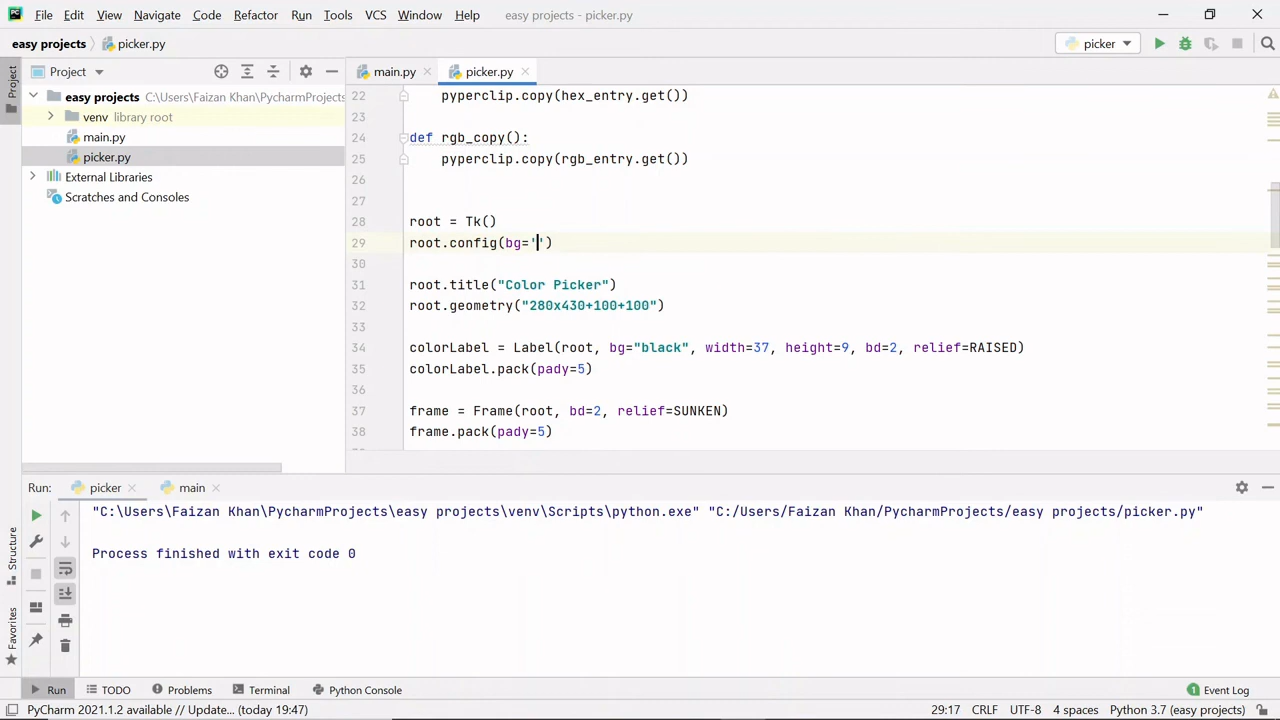 File Edit View Navigate Code Refactor Run Tools VCS Window Help easy projects - picker.py
easy projects picker.py picker
Project
Project main.py picker.py
easy projects C:\Users\Faizan Khan\PycharmProjects
venv library root
main.py
picker.py
External Libraries
Scratches and Consoles
22 pyperclip.copy(hex_entry.get())
23
24 def rgb_copy():
25 pyperclip.copy(rgb_entry.get())
26
27
28 root = Tk()
29 root.config(bg='')
30
31 root.title("Color Picker")
32 root.geometry("280x430+100+100")
33
34 colorLabel = Label(root, bg="black", width=37, height=7, bd=2, relief=RAISED)
35 colorLabel.pack(pady=5)
36
37 frame = Frame(root, bd=2, relief=SUNKEN)
38 frame.pack(pady=5)
Run: picker main
"C:\Users\Faizan Khan\PycharmProjects\easy projects\venv\Scripts\python.exe" "C:/Users/Faizan Khan/PycharmProjects/easy projects/picker.py"
Process finished with exit code 0
Structure
Favorites
Run TODO Problems Terminal Python Console Event Log
PyCharm 2021.1.2 available // Update... (today 19:47) 29:17 CRLF UTF-8 4 spaces Python 3.7 (easy projects)